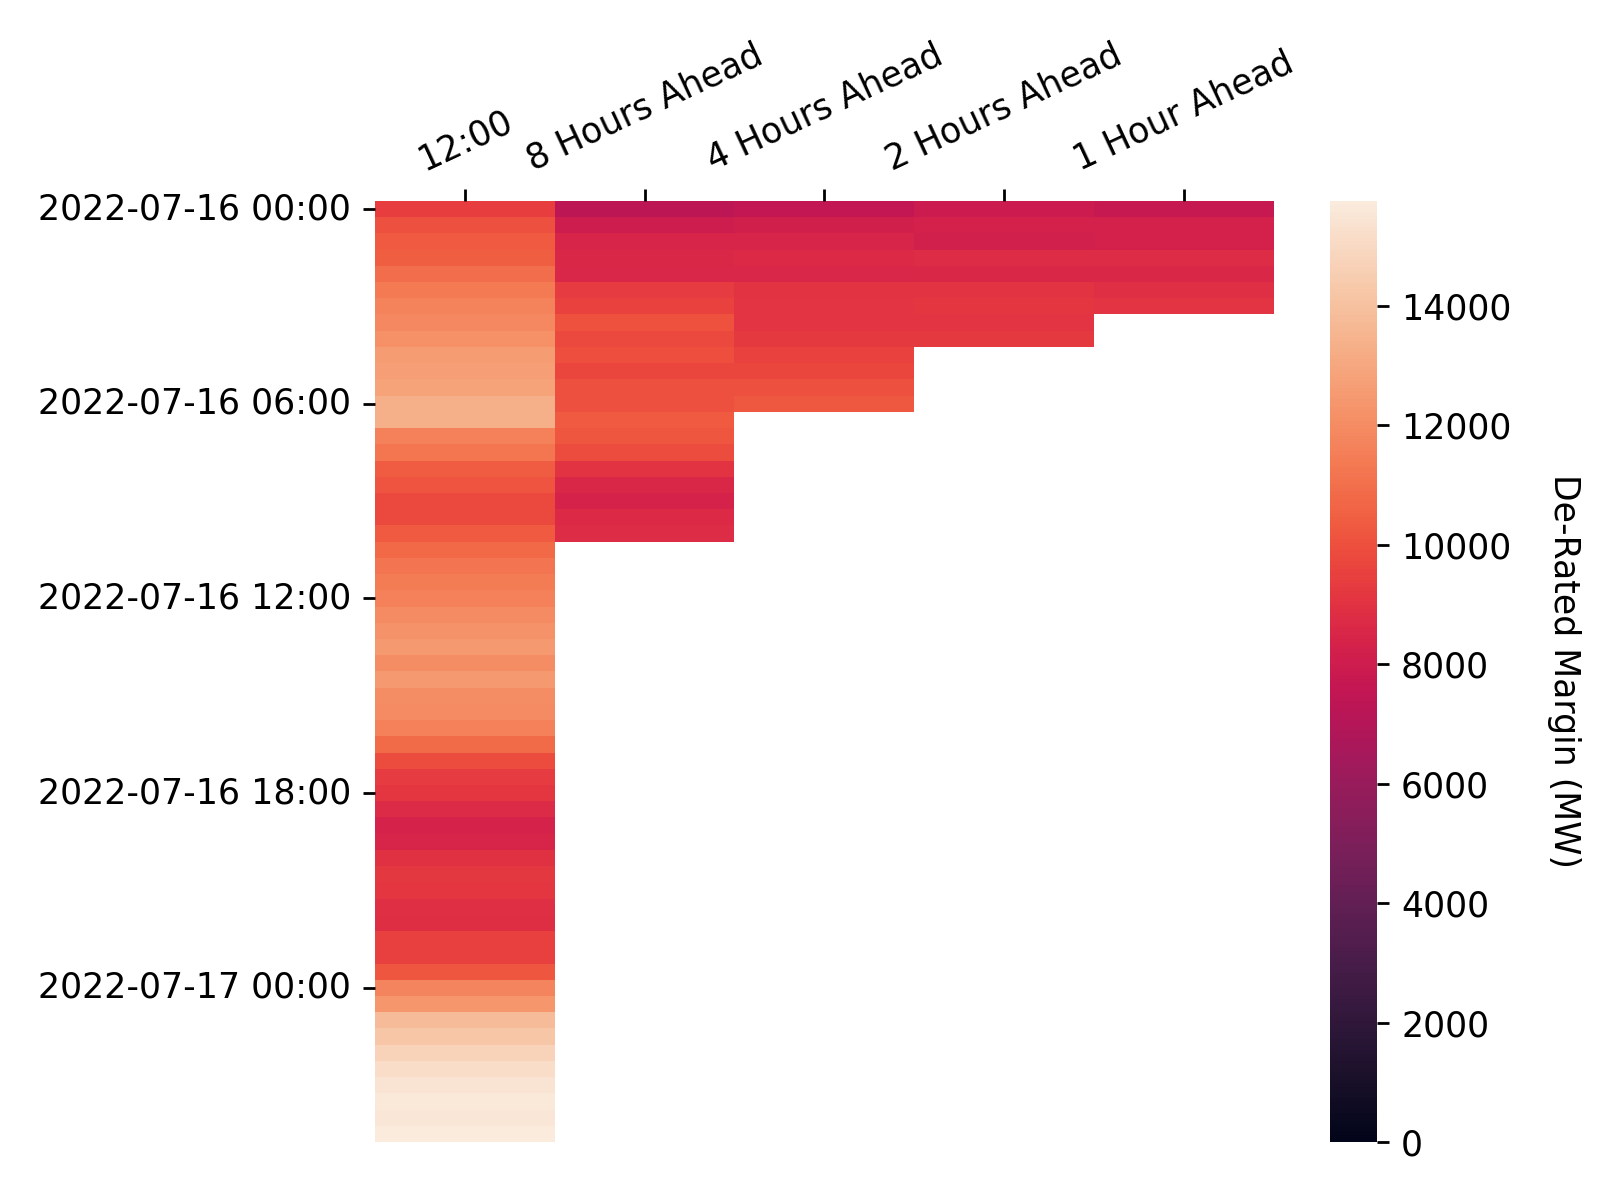 12:00
8 Hours Ahead
4 Hours Ahead
2 Hours Ahead
1 Hour Ahead
2022-07-16 00:00
2022-07-16 06:00
2022-07-16 12:00
2022-07-16 18:00
2022-07-17 00:00
14000
12000
10000
8000
6000
4000
2000
0
De-Rated Margin (MW)